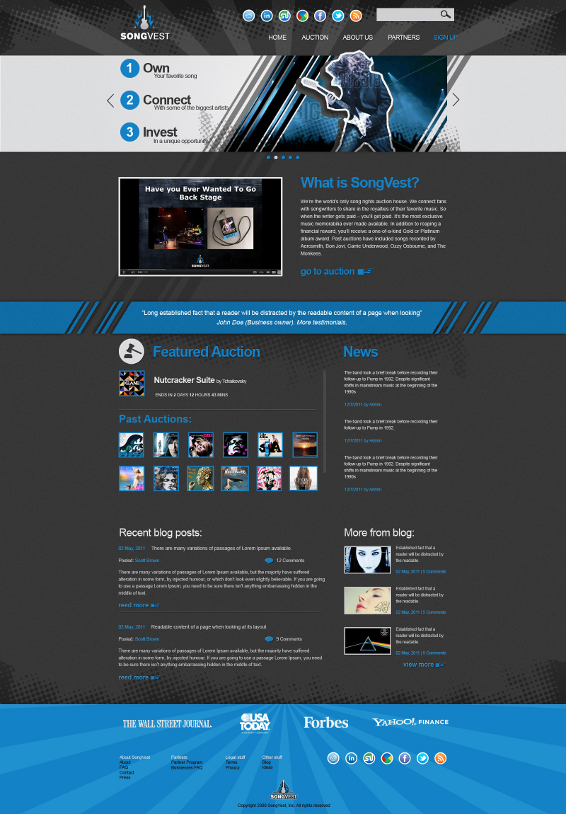 SONGVEST
HOME
AUCTION
ABOUT US
PARTNERS
SIGN UP
1 Own
Your favorite song
2 Connect
With some of the biggest artists
3 Invest
In a unique opportunity
Have you Ever Wanted To Go
Back Stage
SONGVEST
What is SongVest?
We're the world's only song rights auction house. We connect fans
with songwriters to share in the royalties of their favorite music. So
when the writer gets paid – you'll get paid. It's the most exclusive
music memorabilia ever made available. In addition to reaping a
financial reward, you'll receive a one-of-a-kind Gold or Platinum
album award. Past auctions have included songs recorded by
Aerosmith, Bon Jovi, Carrie Underwood, Ozzy Osbourne, and The
Monkees.
go to auction
"Long established fact that a reader will be distracted by the readable content of a page when looking"
John Doe (Business owner). More testimonials.
Featured Auction
Nutcracker Suite by Tchaikovsky
ENDS IN 2 DAYS 12 HOURS 43 MINS
Past Auctions:
News
The band took a brief break before recording their
follow-up to Pump in 1992. Despite significant
shifts in mainstream music at the beginning of the
1990s
12/1/2011 by Admin
The band took a brief break before recording their
follow-up to Pump in 1992.
12/1/2011 by Admin
The band took a brief break before recording their
follow-up to Pump in 1992. Despite significant
shifts in mainstream music at the beginning of the
1990s
12/1/2011 by Admin
Recent blog posts:
02 May, 2011 There are many variations of passages of Lorem Ipsum available.
Posted: Scott Brown
12 Comments
There are many variations of passages of Lorem Ipsum available, but the majority have suffered
alteration in some form, by injected humour, or which don't look even slightly believable. If you are going
to use a passage Lorem Ipsum, you need to be sure there isn't anything embarrassing hidden in the
middle of text.
read more
02 May, 2011 Readable content of a page when looking at its layout
Posted: Scott Brown
9 Comments
There are many variations of passages of Lorem Ipsum available, but the majority have suffered
alteration in some form. If you are going to use a passage Lorem Ipsum, you need
to be sure there isn't anything embarrassing hidden in the middle of text.
read more
More from blog:
Established fact that a
reader will be distracted by
the readable
02 May, 2011 | 0 Comments
Established fact that a
reader will be distracted by
the readable
02 May, 2011 | 0 Comments
Established fact that a
reader will be distracted by
the readable
02 May, 2011 | 0 Comments
view more
THE WALL STREET JOURNAL.
USA
TODAY
Forbes
YAHOO! FINANCE
About SongVest
About
FAQ
Contact
Press
Partners
Partner Program
Businesses FAQ
Legal stuff
Terms
Privacy
Other stuff
Blog
SONGVEST
Copyright 2008 SongVest, Inc. All rights reserved.